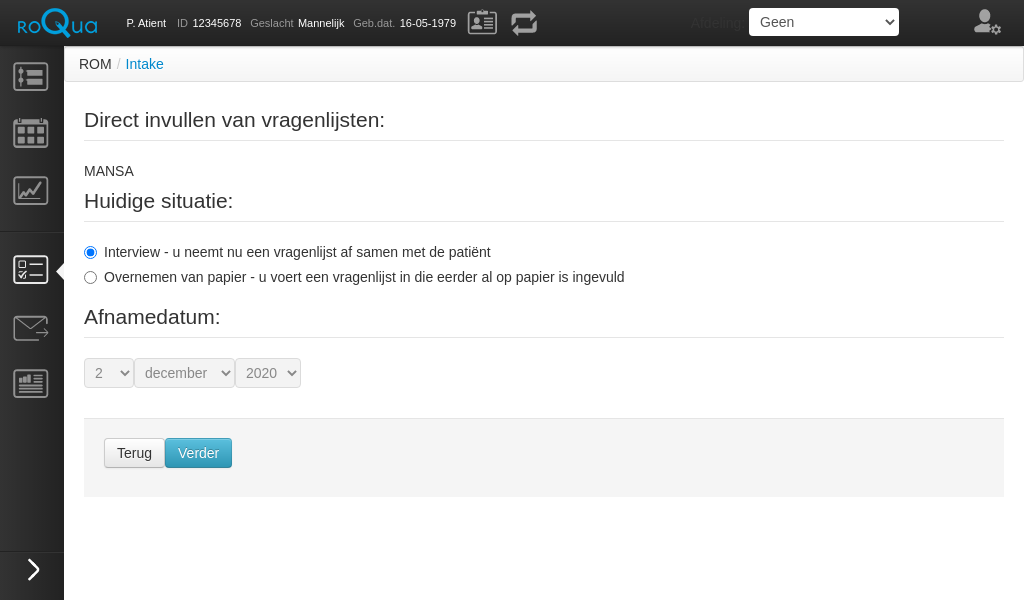 RoQua P. Atient ID 12345678 Geslacht Mannelijk Geb.dat. 16-05-1979 Afdeling Geen
ROM / Intake
Direct invullen van vragenlijsten:
MANSA
Huidige situatie:
Interview - u neemt nu een vragenlijst af samen met de patiënt
Overnemen van papier - u voert een vragenlijst in die eerder al op papier is ingevuld
Afnamedatum:
2 december 2020
Terug Verder